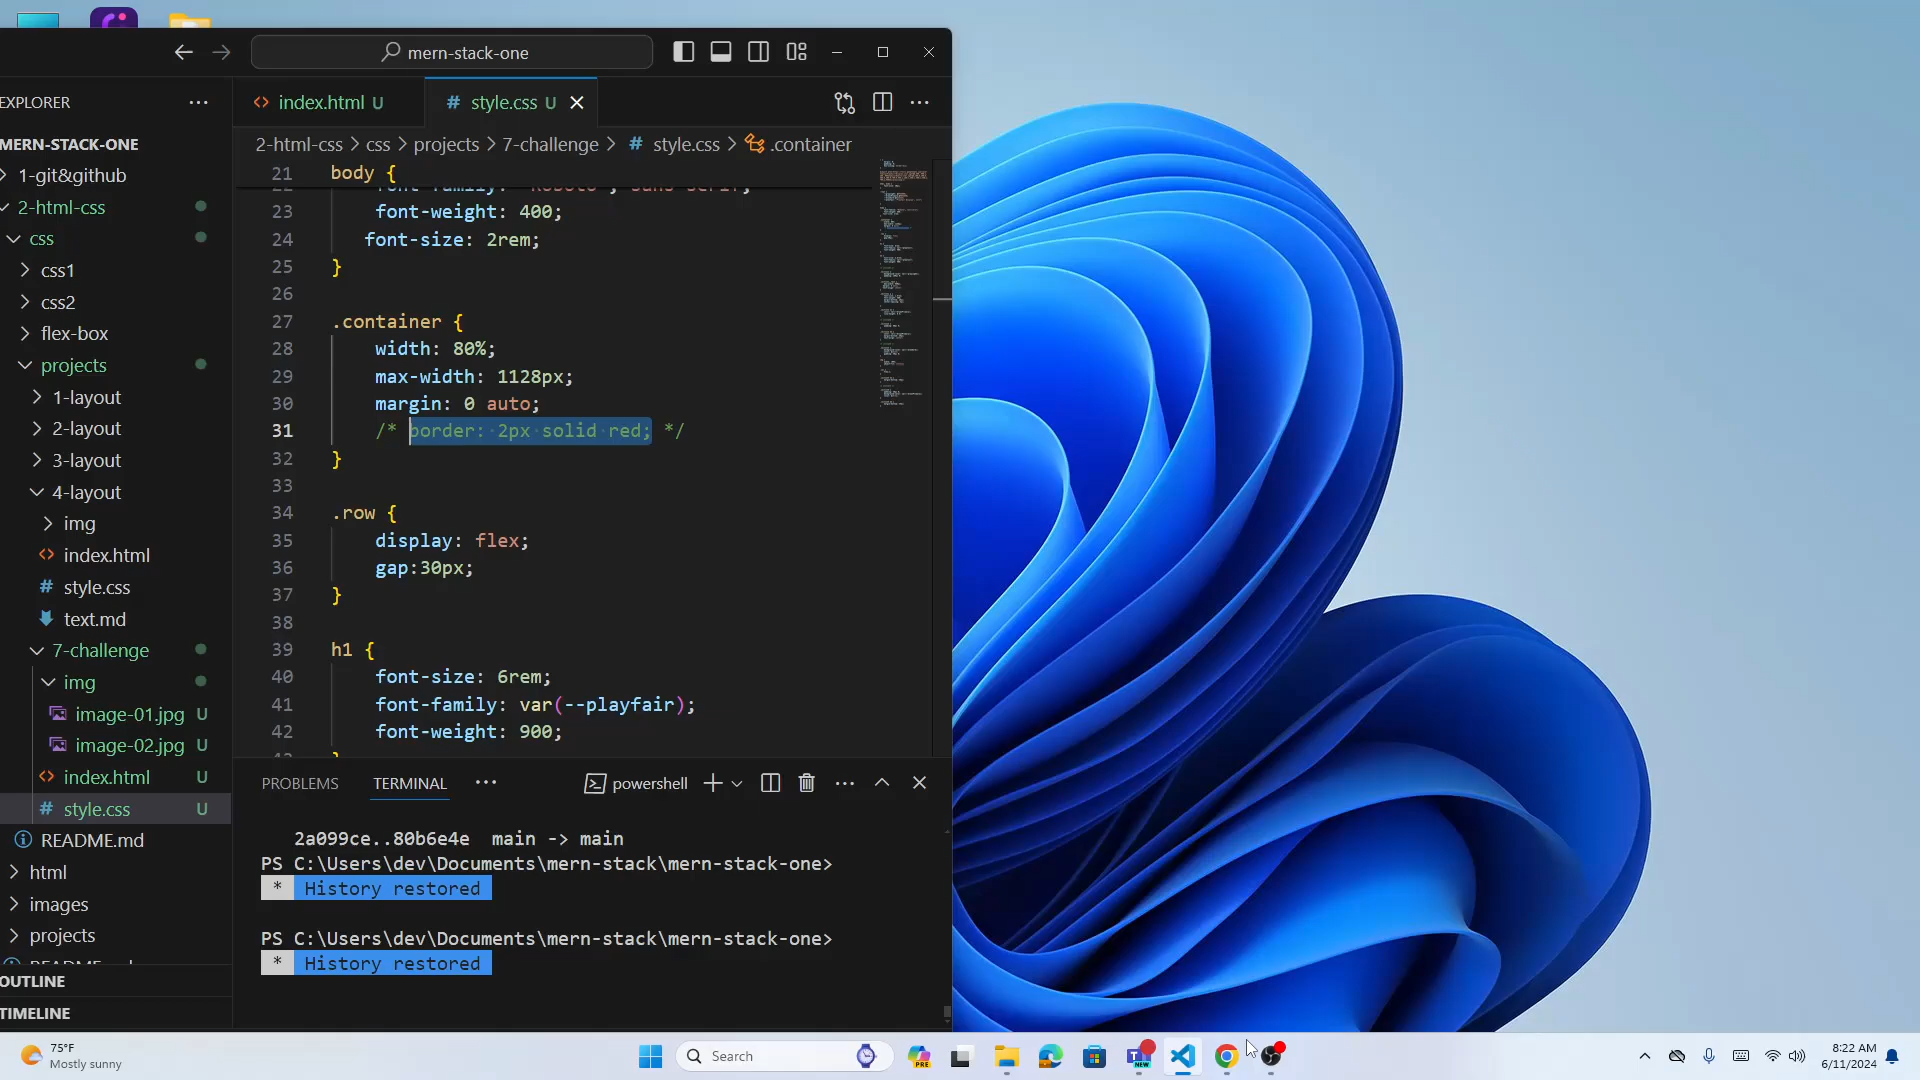 mern-stack-one
EXPLORER
index.html U
style.css U
MERN-STACK-ONE
2-html-css > css > projects > 7-challenge > # style.css > .container
1-git&github
2-html-css
css
css1
css2
flex-box
projects
1-layout
2-layout
3-layout
4-layout
img
index.html
style.css
text.md
7-challenge
img
image-01.jpg U
image-02.jpg U
index.html U
style.css U
README.md
html
images
projects
OUTLINE
TIMELINE
21 body {
23 font-weight: 400;
24 font-size: 2rem;
25 }
26
27 .container {
28 width: 80%;
29 max-width: 1128px;
30 margin: 0 auto;
31 /* border: 2px solid red; */
32 }
33
34 .row {
35 display: flex;
36 gap:30px;
37 }
38
39 h1 {
40 font-size: 6rem;
41 font-family: var(--playfair);
42 font-weight: 900;
PROBLEMS TERMINAL powershell
2a099ce..80b6e4e main -> main
PS C:\Users\dev\Documents\mern-stack\mern-stack-one>
* History restored
PS C:\Users\dev\Documents\mern-stack\mern-stack-one>
* History restored
75°F
Mostly sunny
Search
PRE
NEW
8:22 AM
6/11/2024